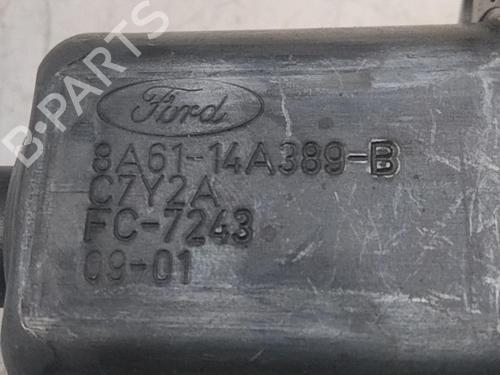 Ford
8A61-14A389-B
C7Y2A
FC-7243
09-01
B-PARTS